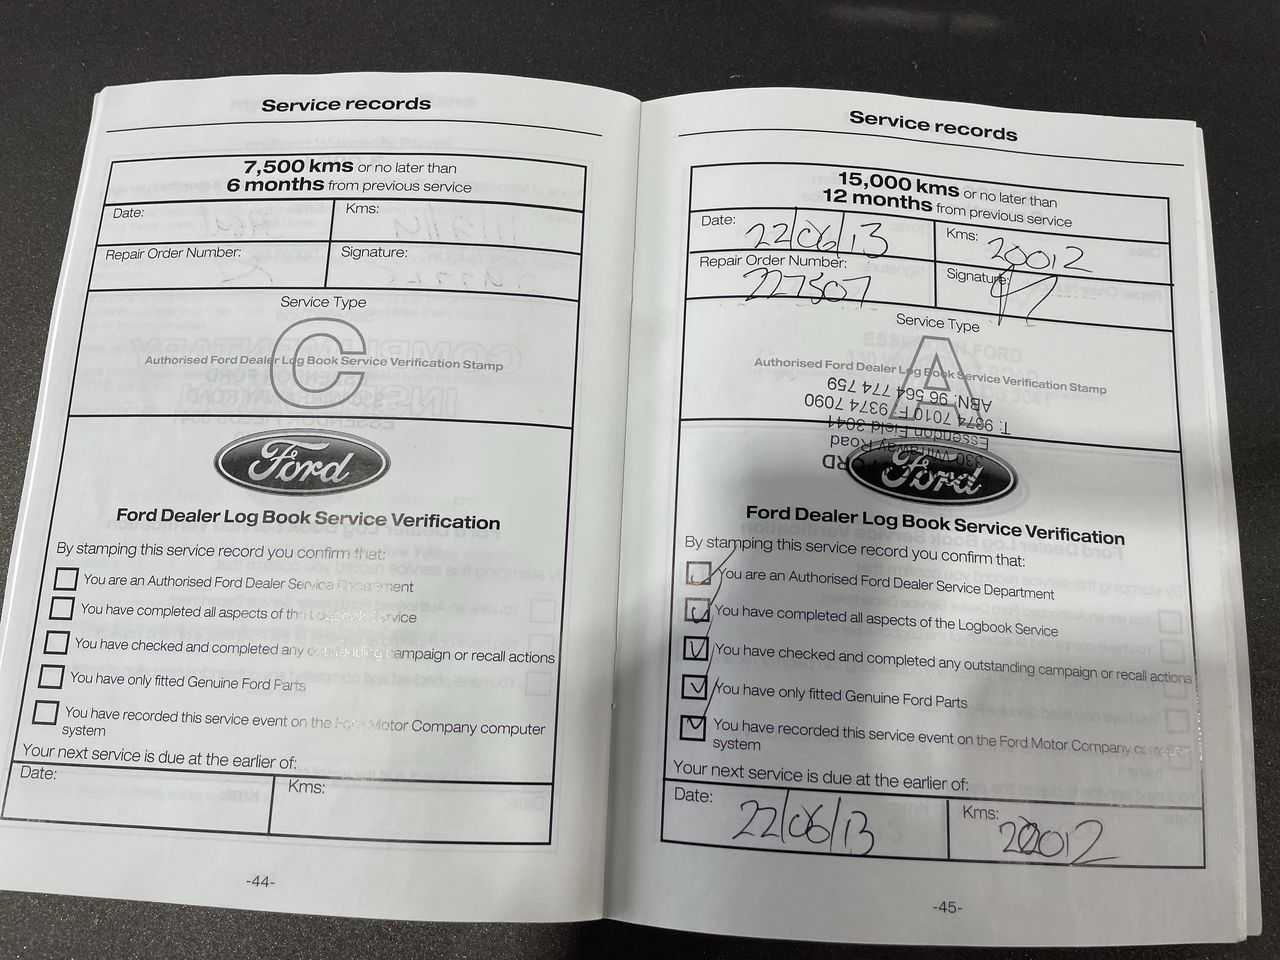 Service records
7,500 kms or no later than
6 months from previous service
Date:
Kms:
Repair Order Number:
Signature:
Service Type
C
Authorised Ford Dealer Log Book Service Verification Stamp
Ford
Ford Dealer Log Book Service Verification
By stamping this service record you confirm that:
You are an Authorised Ford Dealer Service Department
You have completed all aspects of the Logbook Service
You have checked and completed any outstanding campaign or recall actions
You have only fitted Genuine Ford Parts
You have recorded this service event on the Ford Motor Company computer
system
Your next service is due at the earlier of:
Date:
Kms:
-44-
Service records
15,000 kms or no later than
12 months from previous service
Date: 22/06/13
Kms: 20012
Repair Order Number: 227307
Signature:
Service Type
A
Authorised Ford Dealer Log Book Service Verification Stamp
330 Wirraway Road
Essendon Field 3041
T: 9374 7010 F: 9374 7090
ABN: 96 564 774 759
Ford
Ford Dealer Log Book Service Verification
By stamping this service record you confirm that:
You are an Authorised Ford Dealer Service Department
You have completed all aspects of the Logbook Service
You have checked and completed any outstanding campaign or recall actions
You have only fitted Genuine Ford Parts
You have recorded this service event on the Ford Motor Company computer
system
Your next service is due at the earlier of:
Date: 22/06/13
Kms: 20012
-45-